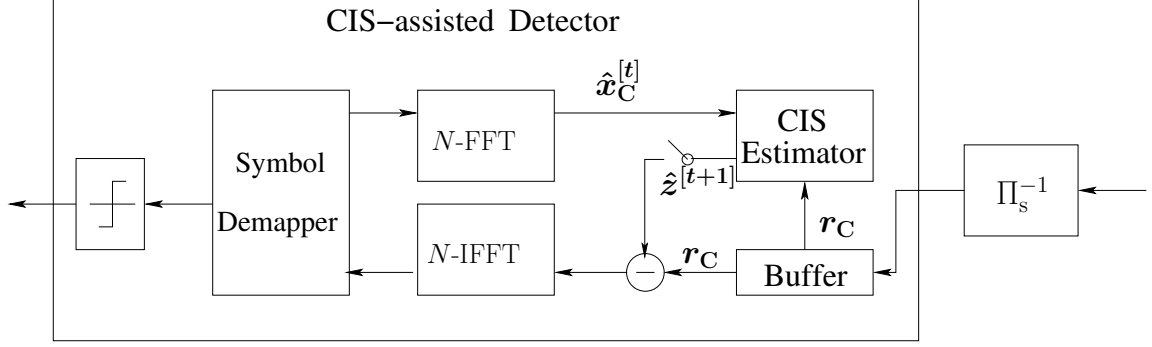 CIS−assisted Detector
Symbol
Demapper
N-FFT
N-IFFT
x̂_C^[t]
CIS
Estimator
ẑ^[t+1]
r_C
−
r_C
Buffer
Π_s^{-1}